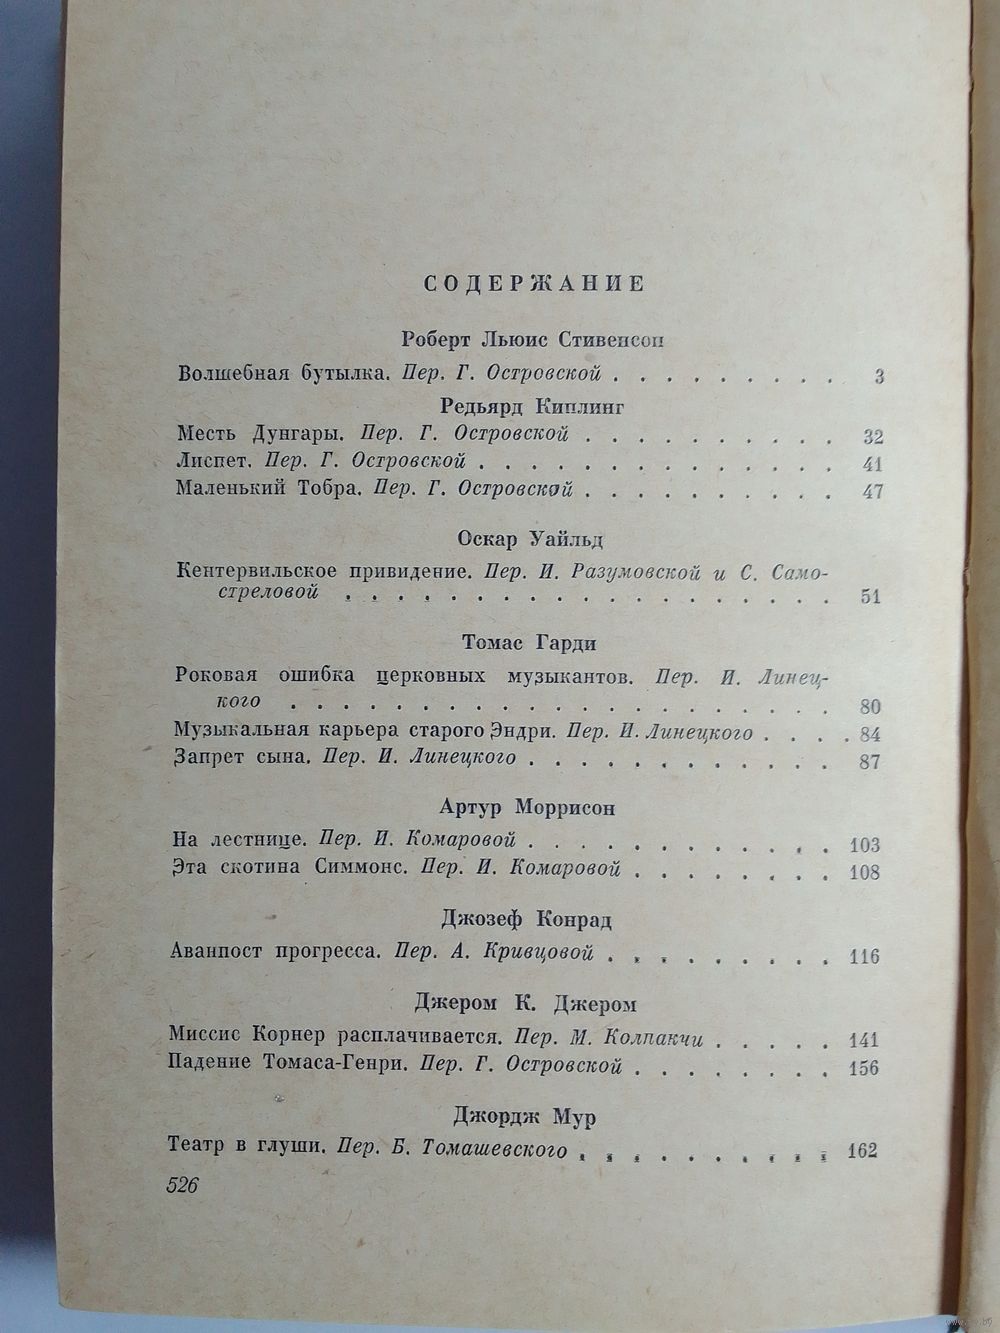 СОДЕРЖАНИЕ
Роберт Льюис Стивенсон
Волшебная бутылка. Пер. Г. Островской . . . . . . . . . 3
Редьярд Киплинг
Месть Дунгары. Пер. Г. Островской . . . . . . . . . . 32
Лиспет. Пер. Г. Островской . . . . . . . . . . . . . . 41
Маленький Тобра. Пер. Г. Островской . . . . . . . . . . 47
Оскар Уайльд
Кентервильское привидение. Пер. И. Разумовской и С. Само-
стреловой . . . . . . . . . . . . . . . . . . . 51
Томас Гарди
Роковая ошибка церковных музыкантов. Пер. И. Линец-
кого . . . . . . . . . . . . . . . . . . . . . 80
Музыкальная карьера старого Эндри. Пер. И. Линецкого . . . . 84
Запрет сына. Пер. И. Линецкого . . . . . . . . . . . . 87
Артур Моррисон
На лестнице. Пер. И. Комаровой . . . . . . . . . . . . 103
Эта скотина Симмонс. Пер. И. Комаровой . . . . . . . . 108
Джозеф Конрад
Аванпост прогресса. Пер. А. Кривцовой . . . . . . . . . 116
Джером К. Джером
Миссис Корнер расплачивается. Пер. М. Колпакчи . . . . . 141
Падение Томаса-Генри. Пер. Г. Островской . . . . . . . . 156
Джордж Мур
Театр в глуши. Пер. Б. Томашевского . . . . . . . . . . 162
526